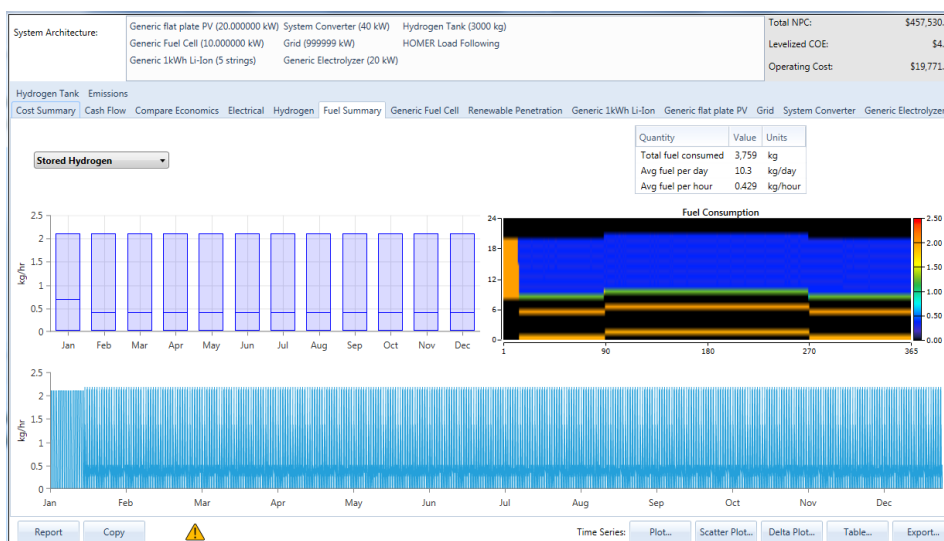 System Architecture:
Generic flat plate PV (20.000000 kW) System Converter (40 kW) Hydrogen Tank (3000 kg)
Generic Fuel Cell (10.000000 kW) Grid (999999 kW) HOMER Load Following
Generic 1kWh Li-Ion (5 strings) Generic Electrolyzer (20 kW)
Total NPC: $457,530.
Levelized COE: $4.
Operating Cost: $19,771.
Hydrogen Tank Emissions
Cost Summary Cash Flow Compare Economics Electrical Hydrogen Fuel Summary Generic Fuel Cell Renewable Penetration Generic 1kWh Li-Ion Generic flat plate PV Grid System Converter Generic Electrolyzer
Stored Hydrogen
Quantity Value Units
Total fuel consumed 3,759 kg
Avg fuel per day 10.3 kg/day
Avg fuel per hour 0.429 kg/hour
kg/hr
2.5
2
1.5
1
0.5
0
Jan Feb Mar Apr May Jun Jul Aug Sep Oct Nov Dec
Fuel Consumption
24
18
12
6
0
1 90 180 270 365
2.50
2.00
1.50
1.00
0.50
0.00
kg/hr
2.5
2
1.5
1
0.5
0
Jan Feb Mar Apr May Jun Jul Aug Sep Oct Nov Dec
Report Copy Time Series: Plot... Scatter Plot... Delta Plot... Table... Export...